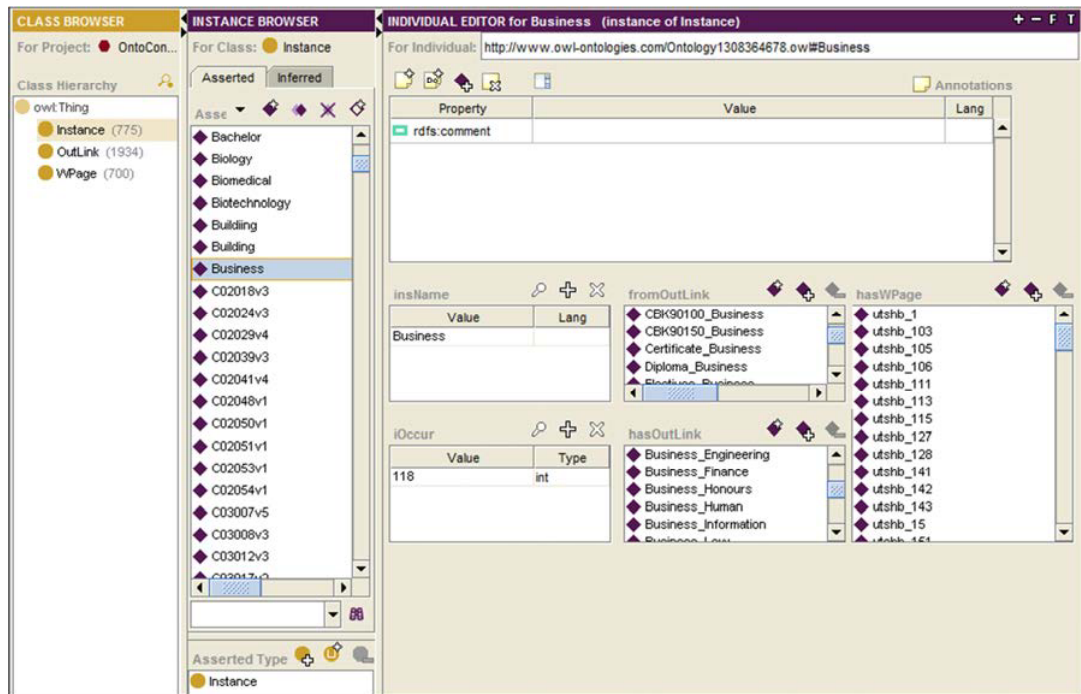 CLASS BROWSER
For Project: OntoCon...
Class Hierarchy
owl:Thing
Instance (775)
OutLink (1934)
WPage (700)
INSTANCE BROWSER
For Class: Instance
Asserted Inferred
Asse
Bachelor
Biology
Biomedical
Biotechnology
Buildiing
Building
Business
C02018v3
C02024v3
C02029v4
C02039v3
C02041v4
C02048v1
C02050v1
C02051v1
C02053v1
C02054v1
C03007v5
C03008v3
C03012v3
C03017v2
Asserted Type
Instance
INDIVIDUAL EDITOR for Business (instance of Instance) + − F T
For Individual: http://www.owl-ontologies.com/Ontology1308364678.owl#Business
Annotations
Property Value Lang
rdfs:comment
insName
Value Lang
Business
iOccur
Value Type
118 int
fromOutLink
CBK90100_Business
CBK90150_Business
Certificate_Business
Diploma_Business
Electives_Business
hasOutLink
Business_Engineering
Business_Finance
Business_Honours
Business_Human
Business_Information
Business_Law
hasWPage
utshb_1
utshb_103
utshb_105
utshb_106
utshb_111
utshb_113
utshb_115
utshb_127
utshb_128
utshb_141
utshb_142
utshb_143
utshb_15
utshb_151